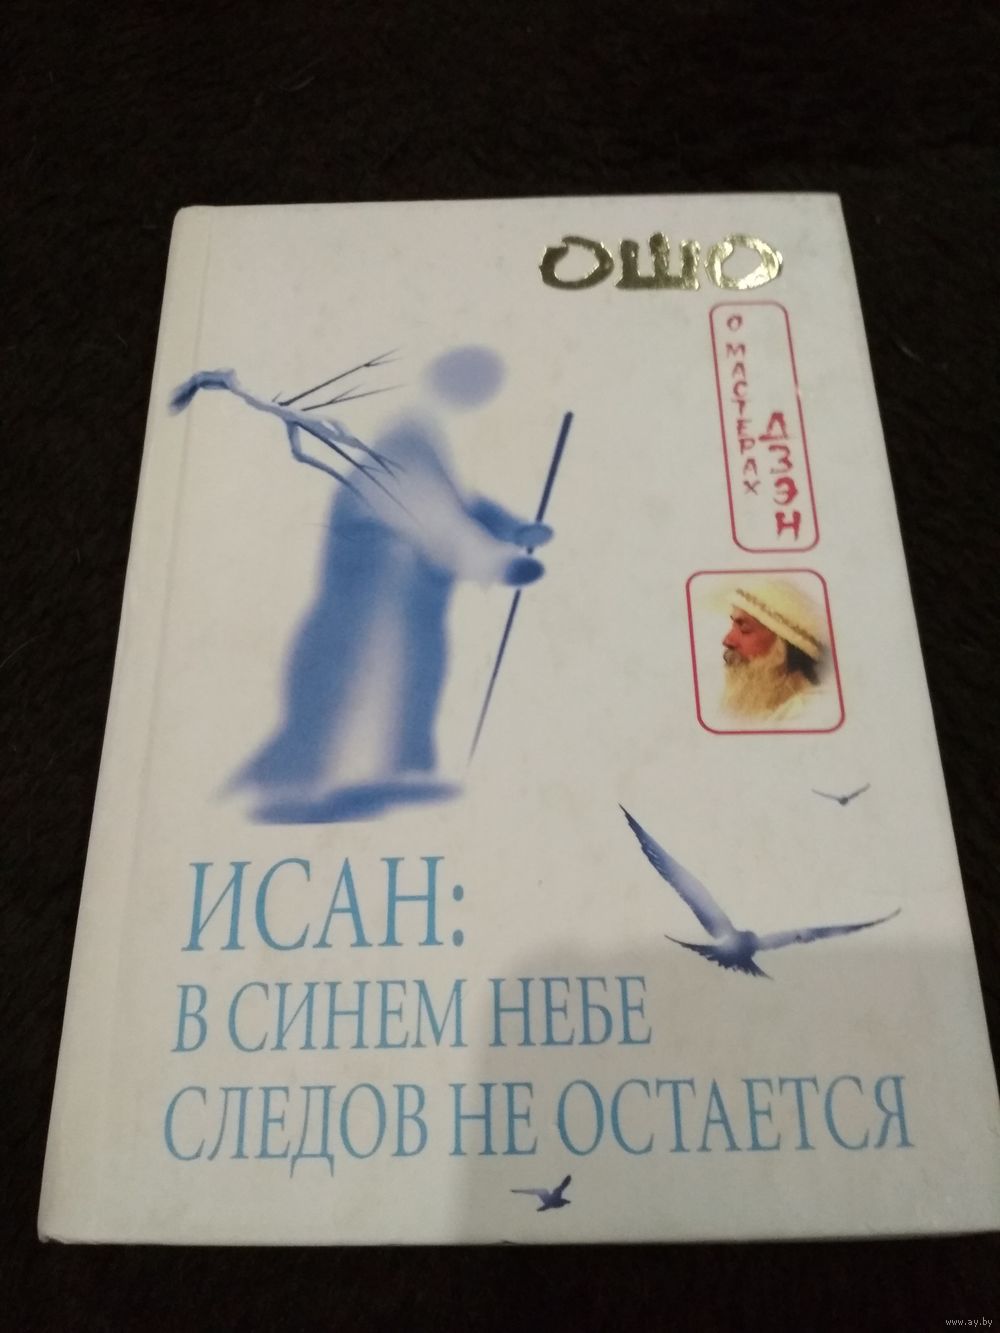 ОШО
О МАСТЕРАХ
ДЗЭН
ИСАН:
В СИНЕМ НЕБЕ
СЛЕДОВ НЕ ОСТАЕТСЯ
www.ay.by